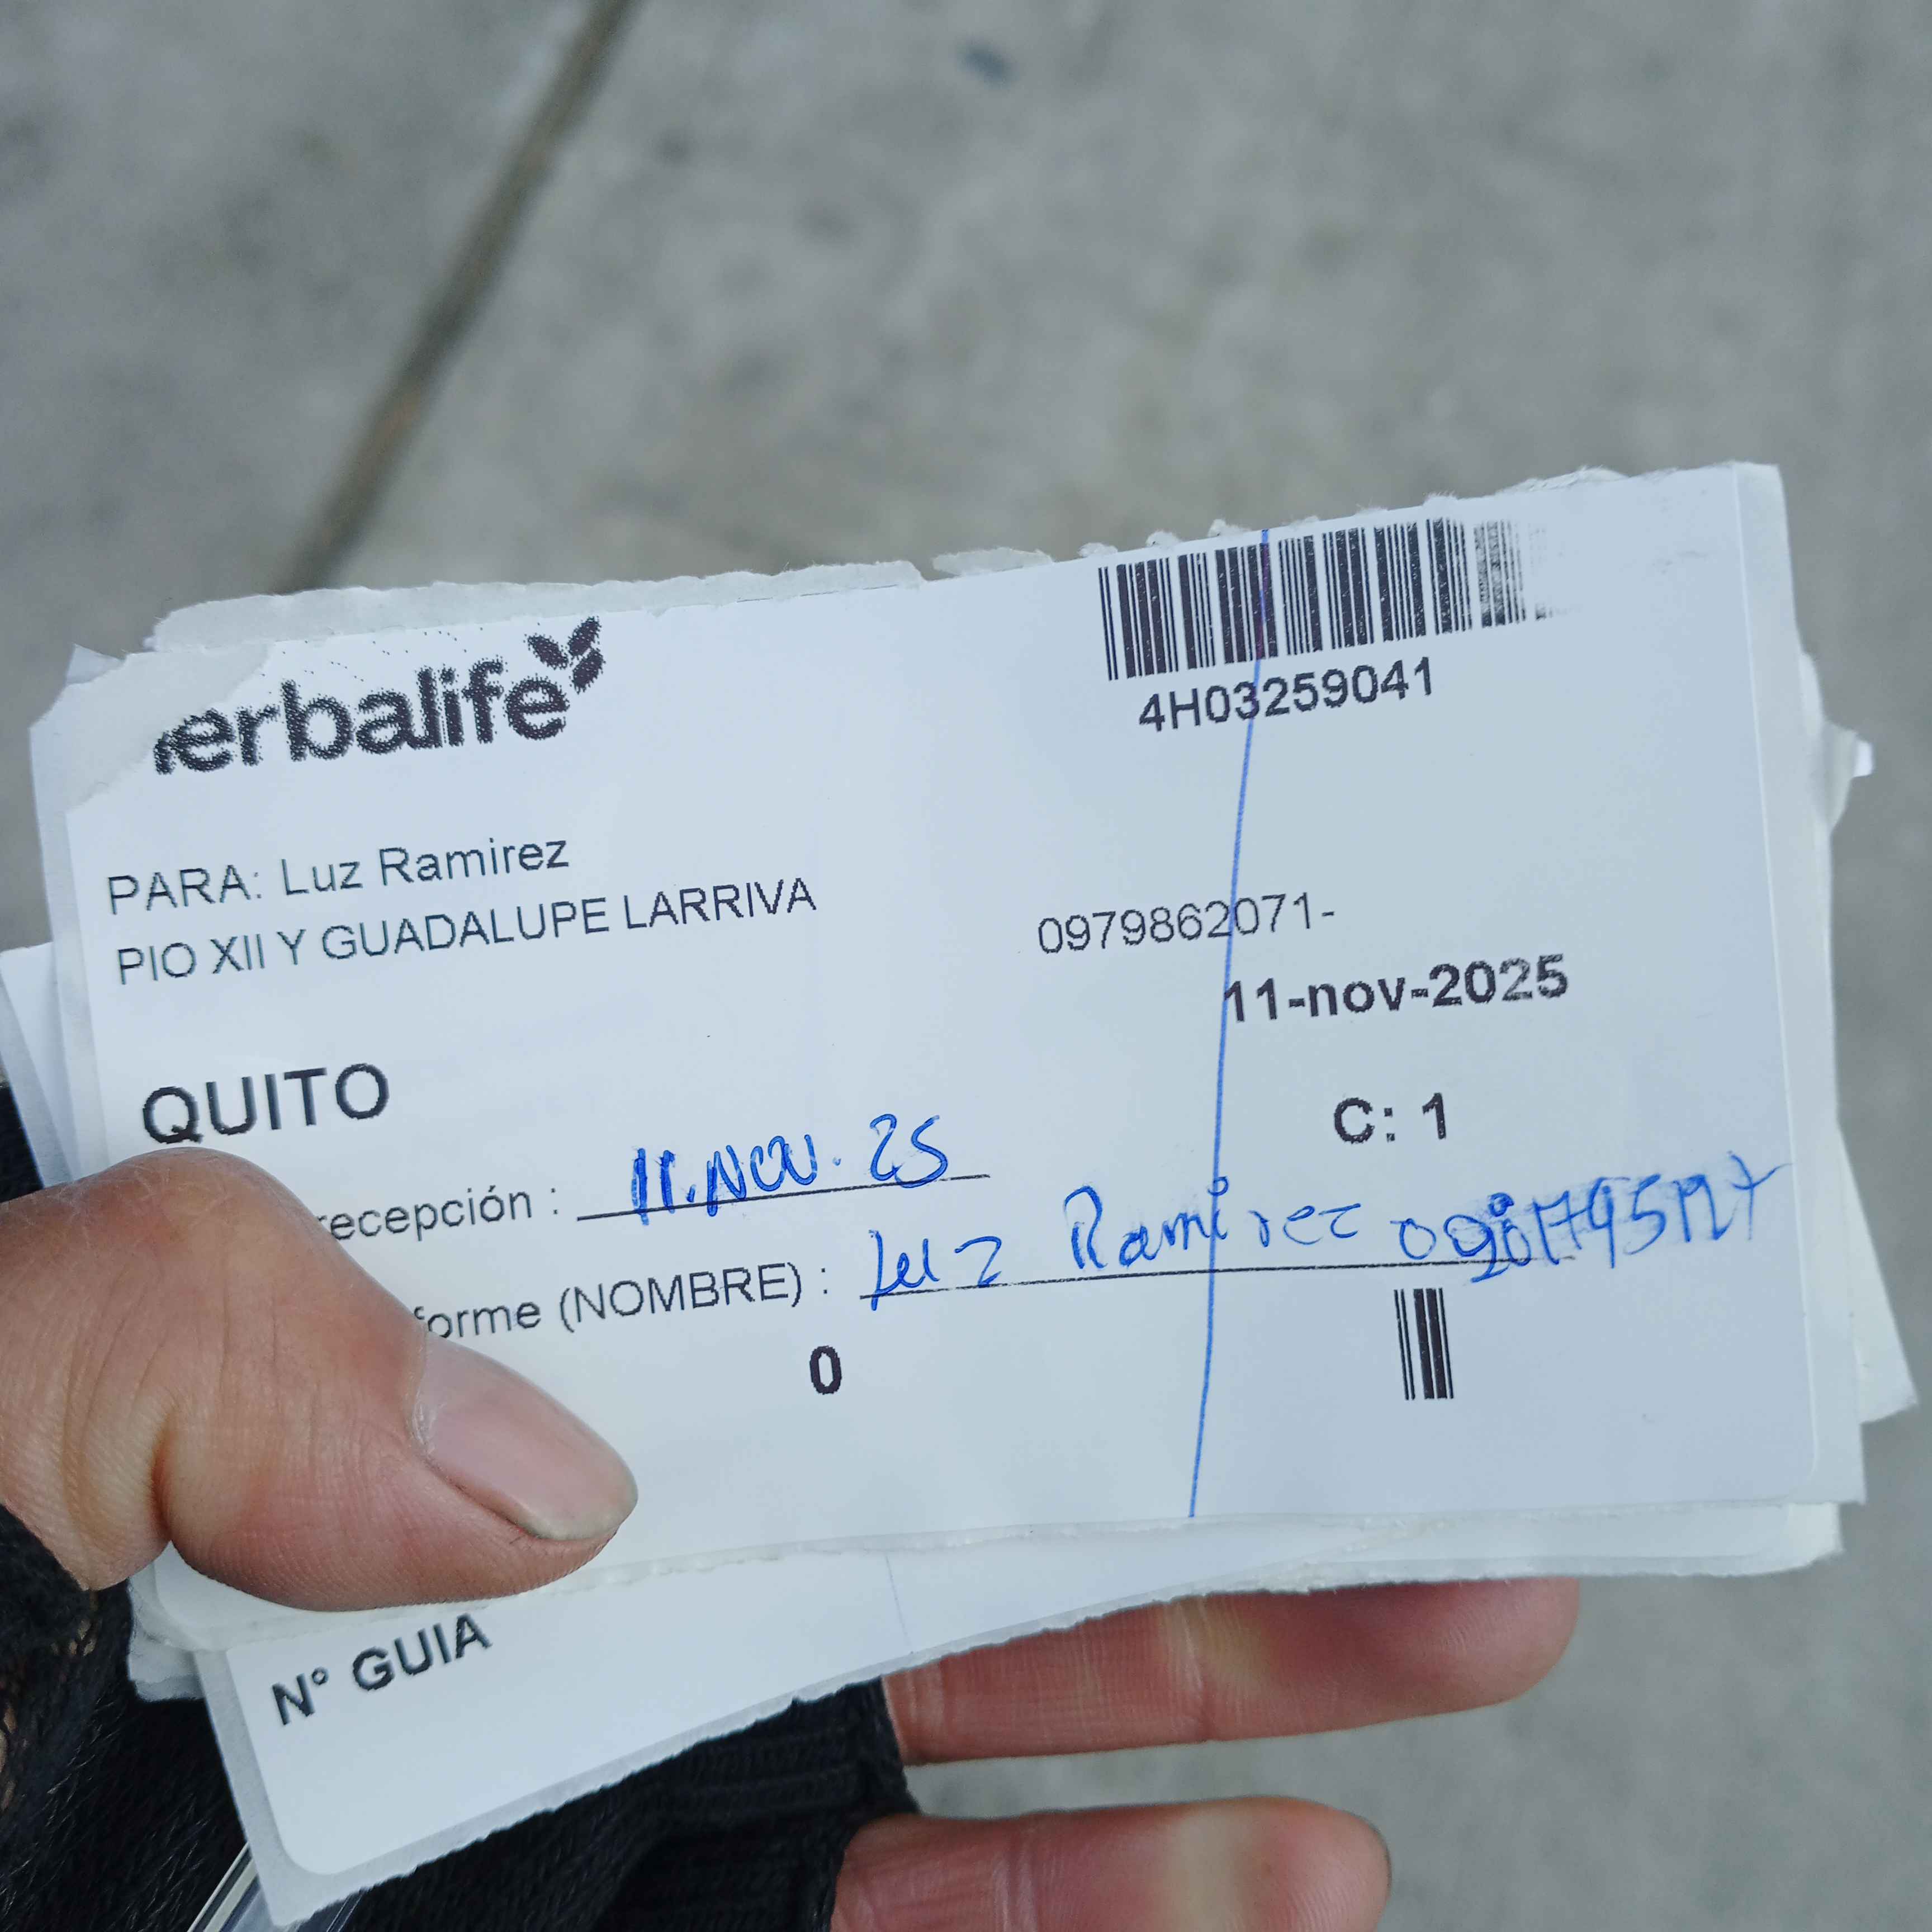 erbalife
4H03259041
PARA: Luz Ramirez
PIO XII Y GUADALUPE LARRIVA
0979862071-
11-nov-2025
QUITO
C: 1
recepción : 11.Nov. 25
forme (NOMBRE) : Luz Ramirez
0
N° GUIA